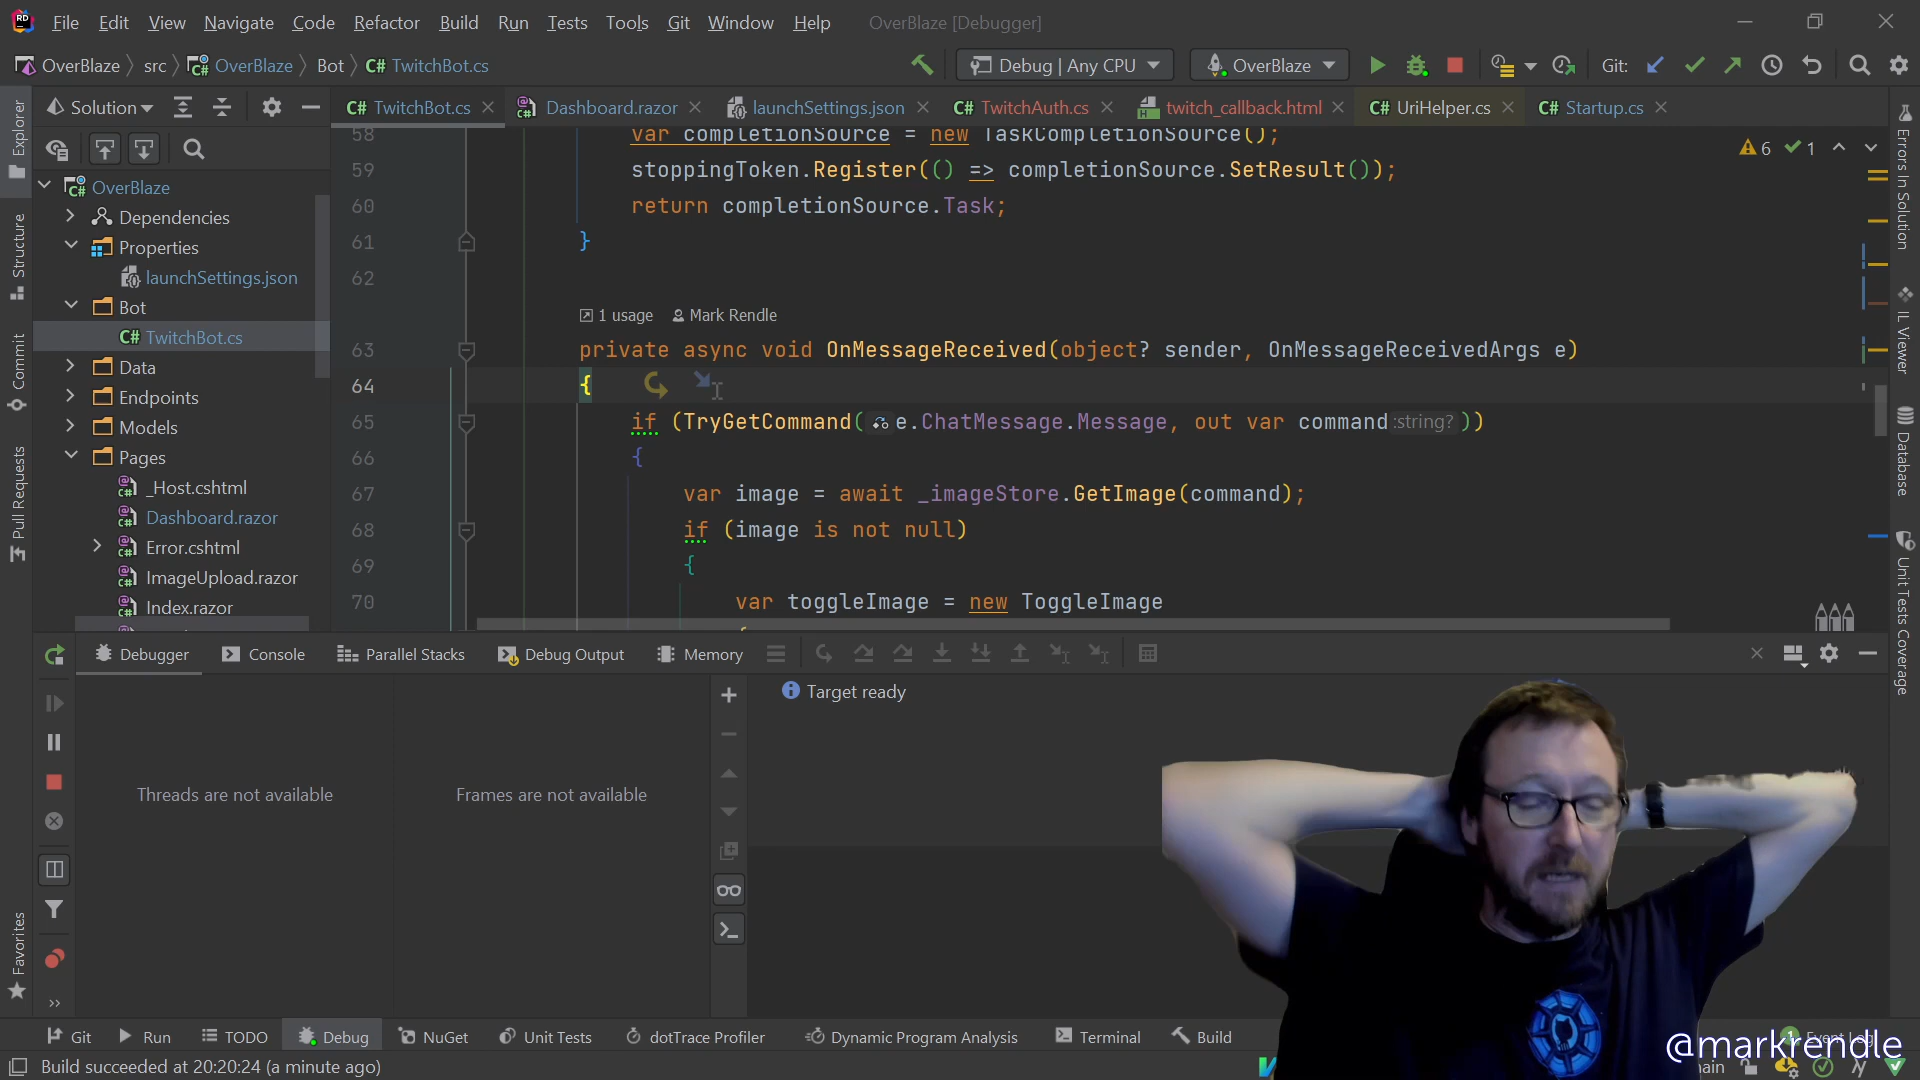 File Edit View Navigate Code Refactor Build Run Tests Tools Git Window Help OverBlaze [Debugger]
OverBlaze src OverBlaze Bot C# TwitchBot.cs Debug | Any CPU OverBlaze Git:
Solution C# TwitchBot.cs Dashboard.razor launchSettings.json C# TwitchAuth.cs twitch_callback.html C# UriHelper.cs C# Startup.cs
Explorer
Structure
Commit
Pull Requests
Favorites
OverBlaze
Dependencies
Properties
launchSettings.json
Bot
C# TwitchBot.cs
Data
Endpoints
Models
Pages
_Host.cshtml
Dashboard.razor
Error.cshtml
ImageUpload.razor
Index.razor
6 1
58 var completionSource = new TaskCompletionSource();
59 stoppingToken.Register(() => completionSource.SetResult());
60 return completionSource.Task;
61 }
62
1 usage Mark Rendle
63 private async void OnMessageReceived(object? sender, OnMessageReceivedArgs e)
64 {
65 if (TryGetCommand(e.ChatMessage.Message, out var command:string?))
66 {
67 var image = await _imageStore.GetImage(command);
68 if (image is not null)
69 {
70 var toggleImage = new ToggleImage
Errors In Solution
IL Viewer
Database
Unit Tests Coverage
Debugger Console Parallel Stacks Debug Output Memory
Target ready
Threads are not available
Frames are not available
Git Run TODO Debug NuGet Unit Tests dotTrace Profiler Dynamic Program Analysis Terminal Build Event Log
@markrendle
Build succeeded at 20:20:24 (a minute ago)